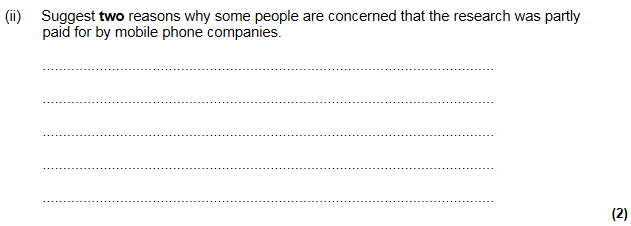 (ii) Suggest two reasons why some people are concerned that the research was partly
paid for by mobile phone companies.
(2)